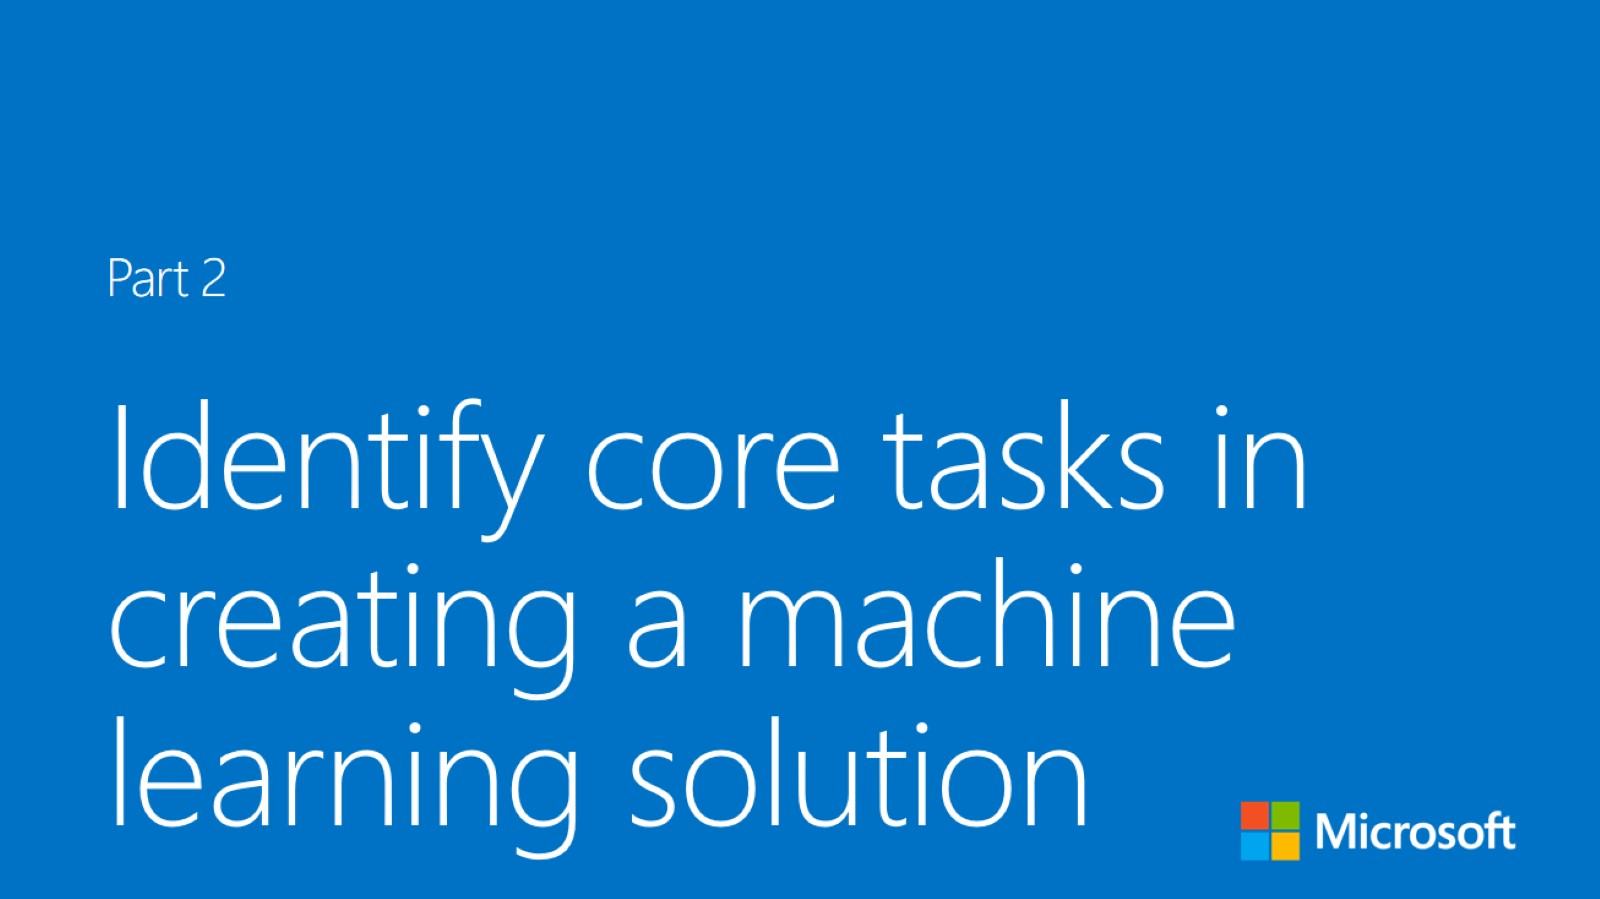 Part 2
Identify core tasks in
creating a machine
learning solution
Microsoft